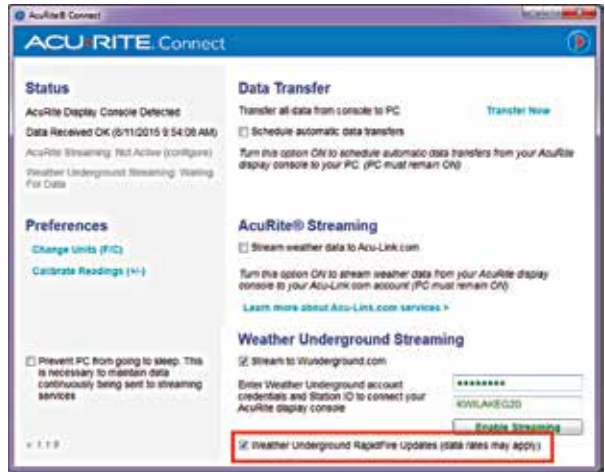 AcuRite® Connect
ACU RITE. Connect
Status
AcuRite Display Console Detected
Data Received OK (6/11/2015 9:54:08 AM)
AcuRite Streaming: Not Active (configure)
Weather Underground Streaming: Waiting
For Data
Preferences
Change Units (F/C)
Calibrate Readings (+/-)
Prevent PC from going to sleep. This
is necessary to maintain data
continuously being sent to streaming
services
Data Transfer
Transfer all data from console to PC
Transfer Now
Schedule automatic data transfers
Turn this option ON to schedule automatic data transfers from your AcuRite
display console to your PC. (PC must remain ON)
AcuRite® Streaming
Stream weather data to Acu-Link.com
Turn this option ON to stream weather data from your AcuRite display
console to your Acu-Link.com account (PC must remain ON)
Learn more about Acu-Link.com services >
Weather Underground Streaming
Stream to Wunderground.com
Enter Weather Underground account
credentials and Station ID to connect your
AcuRite display console
********
KWILAKEG20
Enable Streaming
Weather Underground RapidFire Updates (data rates may apply)